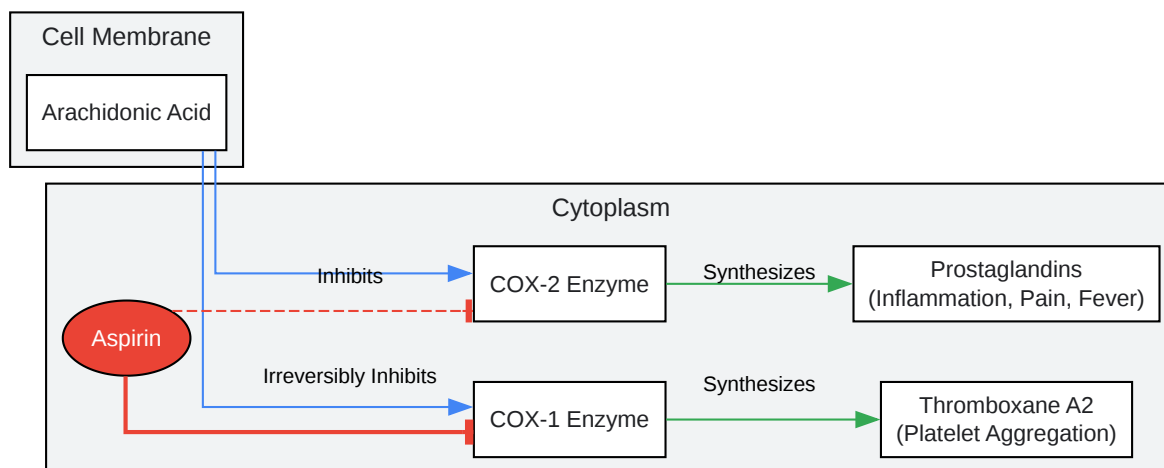 Cell Membrane
Arachidonic Acid
Cytoplasm
Inhibits
COX-2 Enzyme
Synthesizes
Prostaglandins
(Inflammation, Pain, Fever)
Aspirin
Irreversibly Inhibits
COX-1 Enzyme
Synthesizes
Thromboxane A2
(Platelet Aggregation)